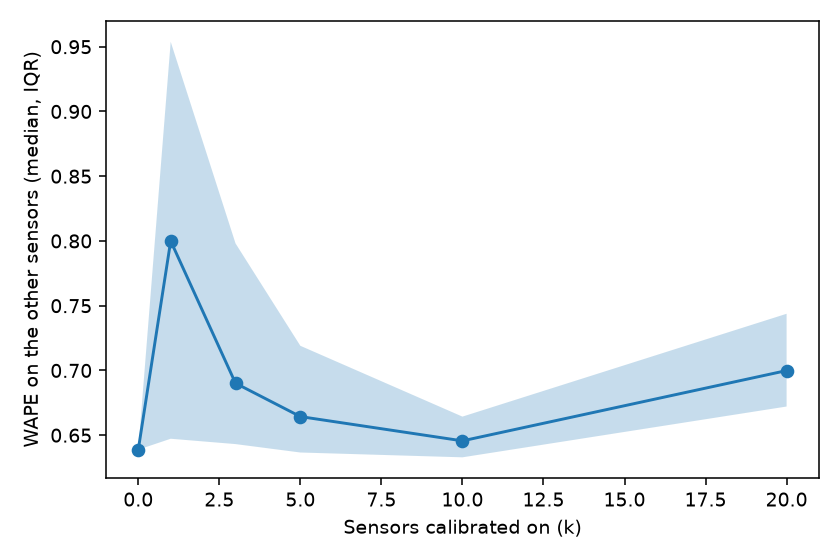 WAPE on the other sensors (median, IQR)
0.95
0.90
0.85
0.80
0.75
0.70
0.65
0.0 2.5 5.0 7.5 10.0 12.5 15.0 17.5 20.0
Sensors calibrated on (k)